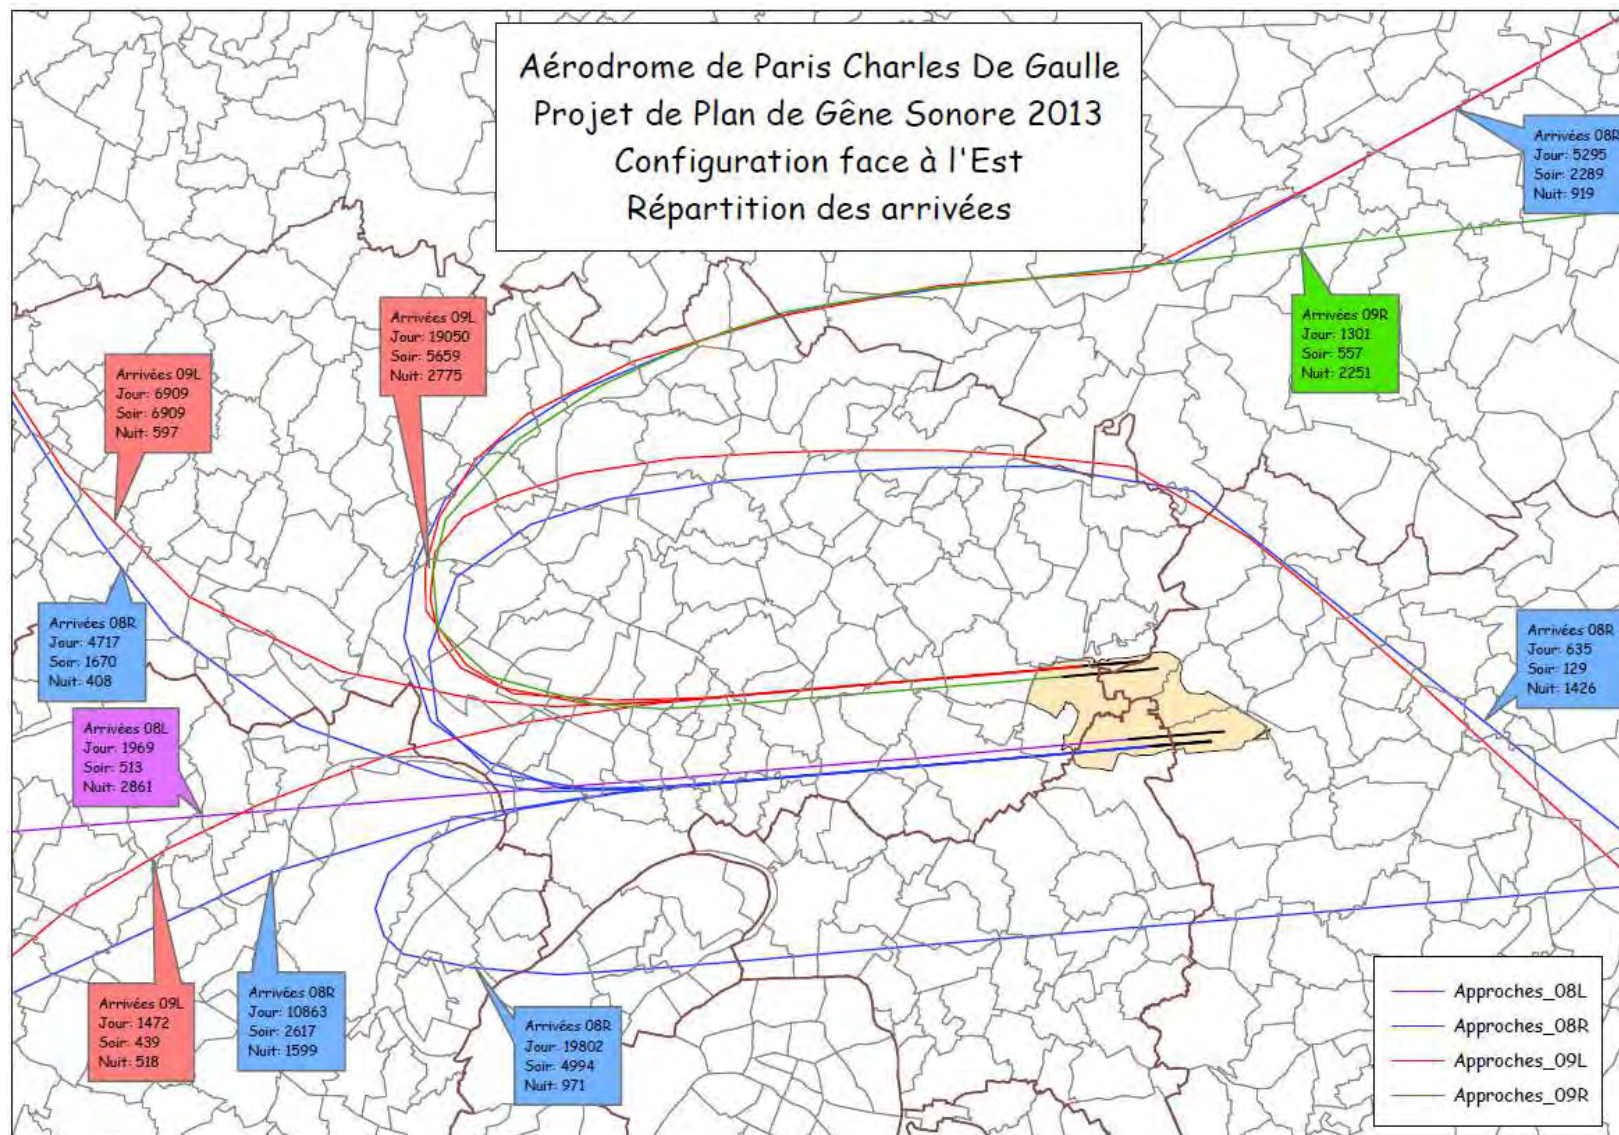 Aérodrome de Paris Charles De Gaulle
Projet de Plan de Gêne Sonore 2013
Configuration face à l'Est
Répartition des arrivées
Arrivées 08R
Jour: 5295
Soir: 2289
Nuit: 919
Arrivées 09L
Jour: 19050
Soir: 5659
Nuit: 2775
Arrivées 09R
Jour: 1301
Soir: 557
Nuit: 2251
Arrivées 09L
Jour: 6909
Soir: 6909
Nuit: 597
Arrivées 08R
Jour: 4717
Soir: 1670
Nuit: 408
Arrivées 08R
Jour: 635
Soir: 129
Nuit: 1426
Arrivées 08L
Jour: 1969
Soir: 513
Nuit: 2861
Arrivées 09L
Jour: 1472
Soir: 439
Nuit: 518
Arrivées 08R
Jour: 10863
Soir: 2617
Nuit: 1599
Arrivées 08R
Jour: 19802
Soir: 4994
Nuit: 971
Approches_08L
Approches_08R
Approches_09L
Approches_09R